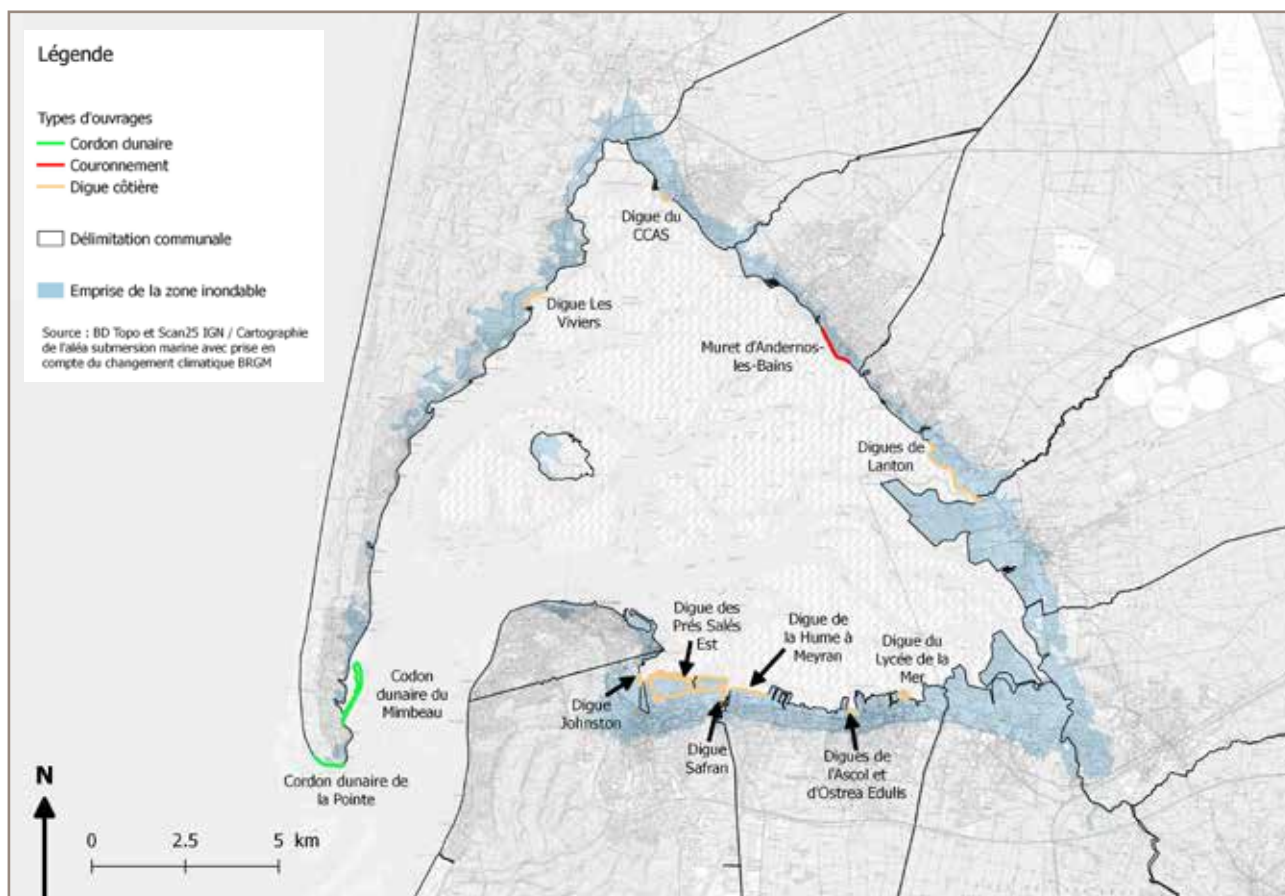 Légende
Types d'ouvrages
Cordon dunaire
Couronnement
Digue côtière
Délimitation communale
Emprise de la zone inondable
Source : BD Topo et Scan25 IGN / Cartographie
de l'aléa submersion marine avec prise en
compte du changement climatique BRGM
Digue du
CCAS
Digue Les
Viviers
Muret d'Andernos-
les-Bains
Digues de
Lanton
Digue des
Prés Salés
Est
Digue de
la Hume à
Meyran
Digue du
Lycée de la
Mer
Codon
dunaire du
Mimbeau
Digue
Johnston
Digue
Safran
Digues de
l'Ascol et
d'Ostrea Edulis
Cordon dunaire de
la Pointe
N
0 2.5 5 km